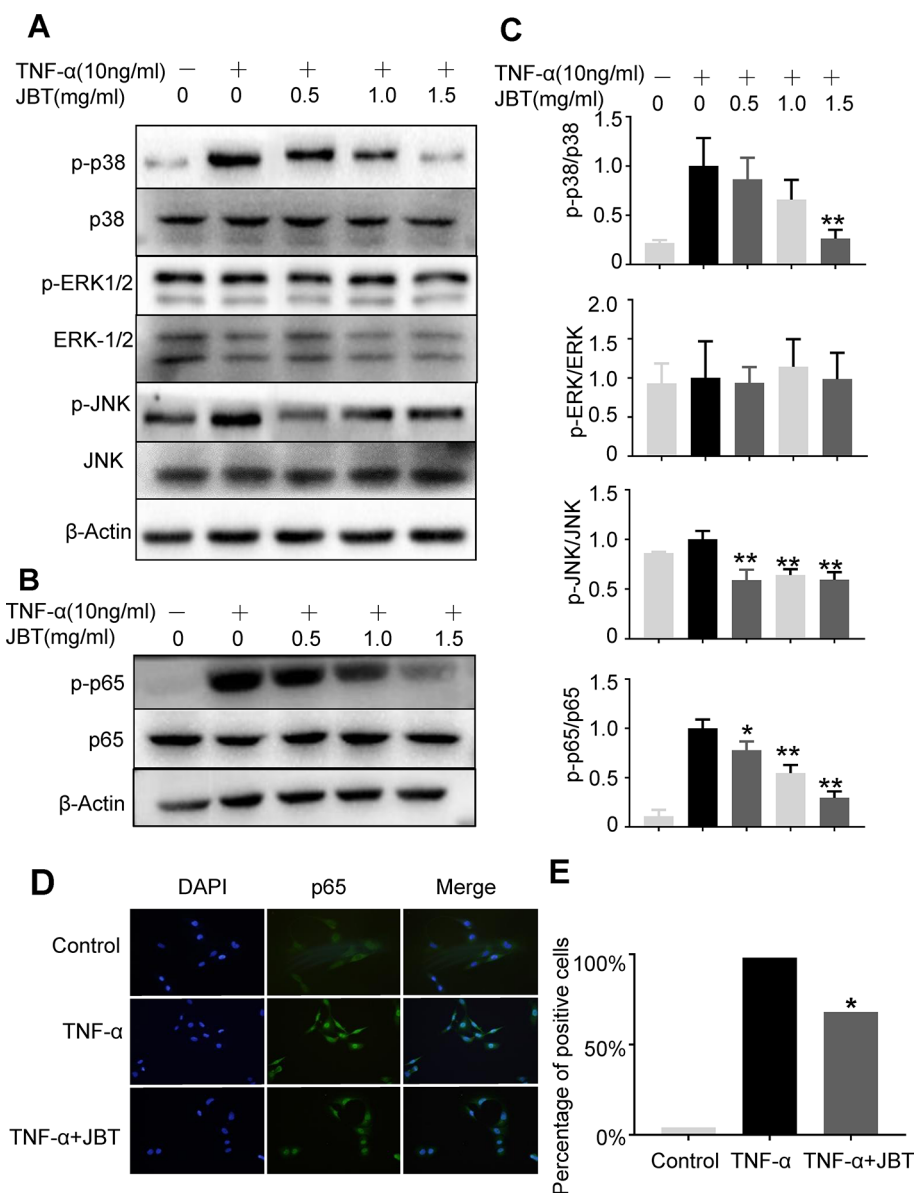 A
TNF-α(10ng/ml) − + + + +
JBT(mg/ml) 0 0 0.5 1.0 1.5
p-p38
p38
p-ERK1/2
ERK-1/2
p-JNK
JNK
β-Actin
B
TNF-α(10ng/ml) − + + + +
JBT(mg/ml) 0 0 0.5 1.0 1.5
p-p65
p65
β-Actin
C
TNF-α(10ng/ml) − + + + +
JBT(mg/ml) 0 0 0.5 1.0 1.5
p-p38/p38
1.5
1.0
0.5
0
**
p-ERK/ERK
2.0
1.5
1.0
0.5
0
p-JNK/JNK
1.5
1.0
0.5
0
** ** **
p-p65/p65
1.5
1.0
0.5
0
* ** **
D
DAPI p65 Merge
Control
TNF-α
TNF-α+JBT
E
Percentage of positive cells
100%
50%
0%
*
Control TNF-α TNF-α+JBT